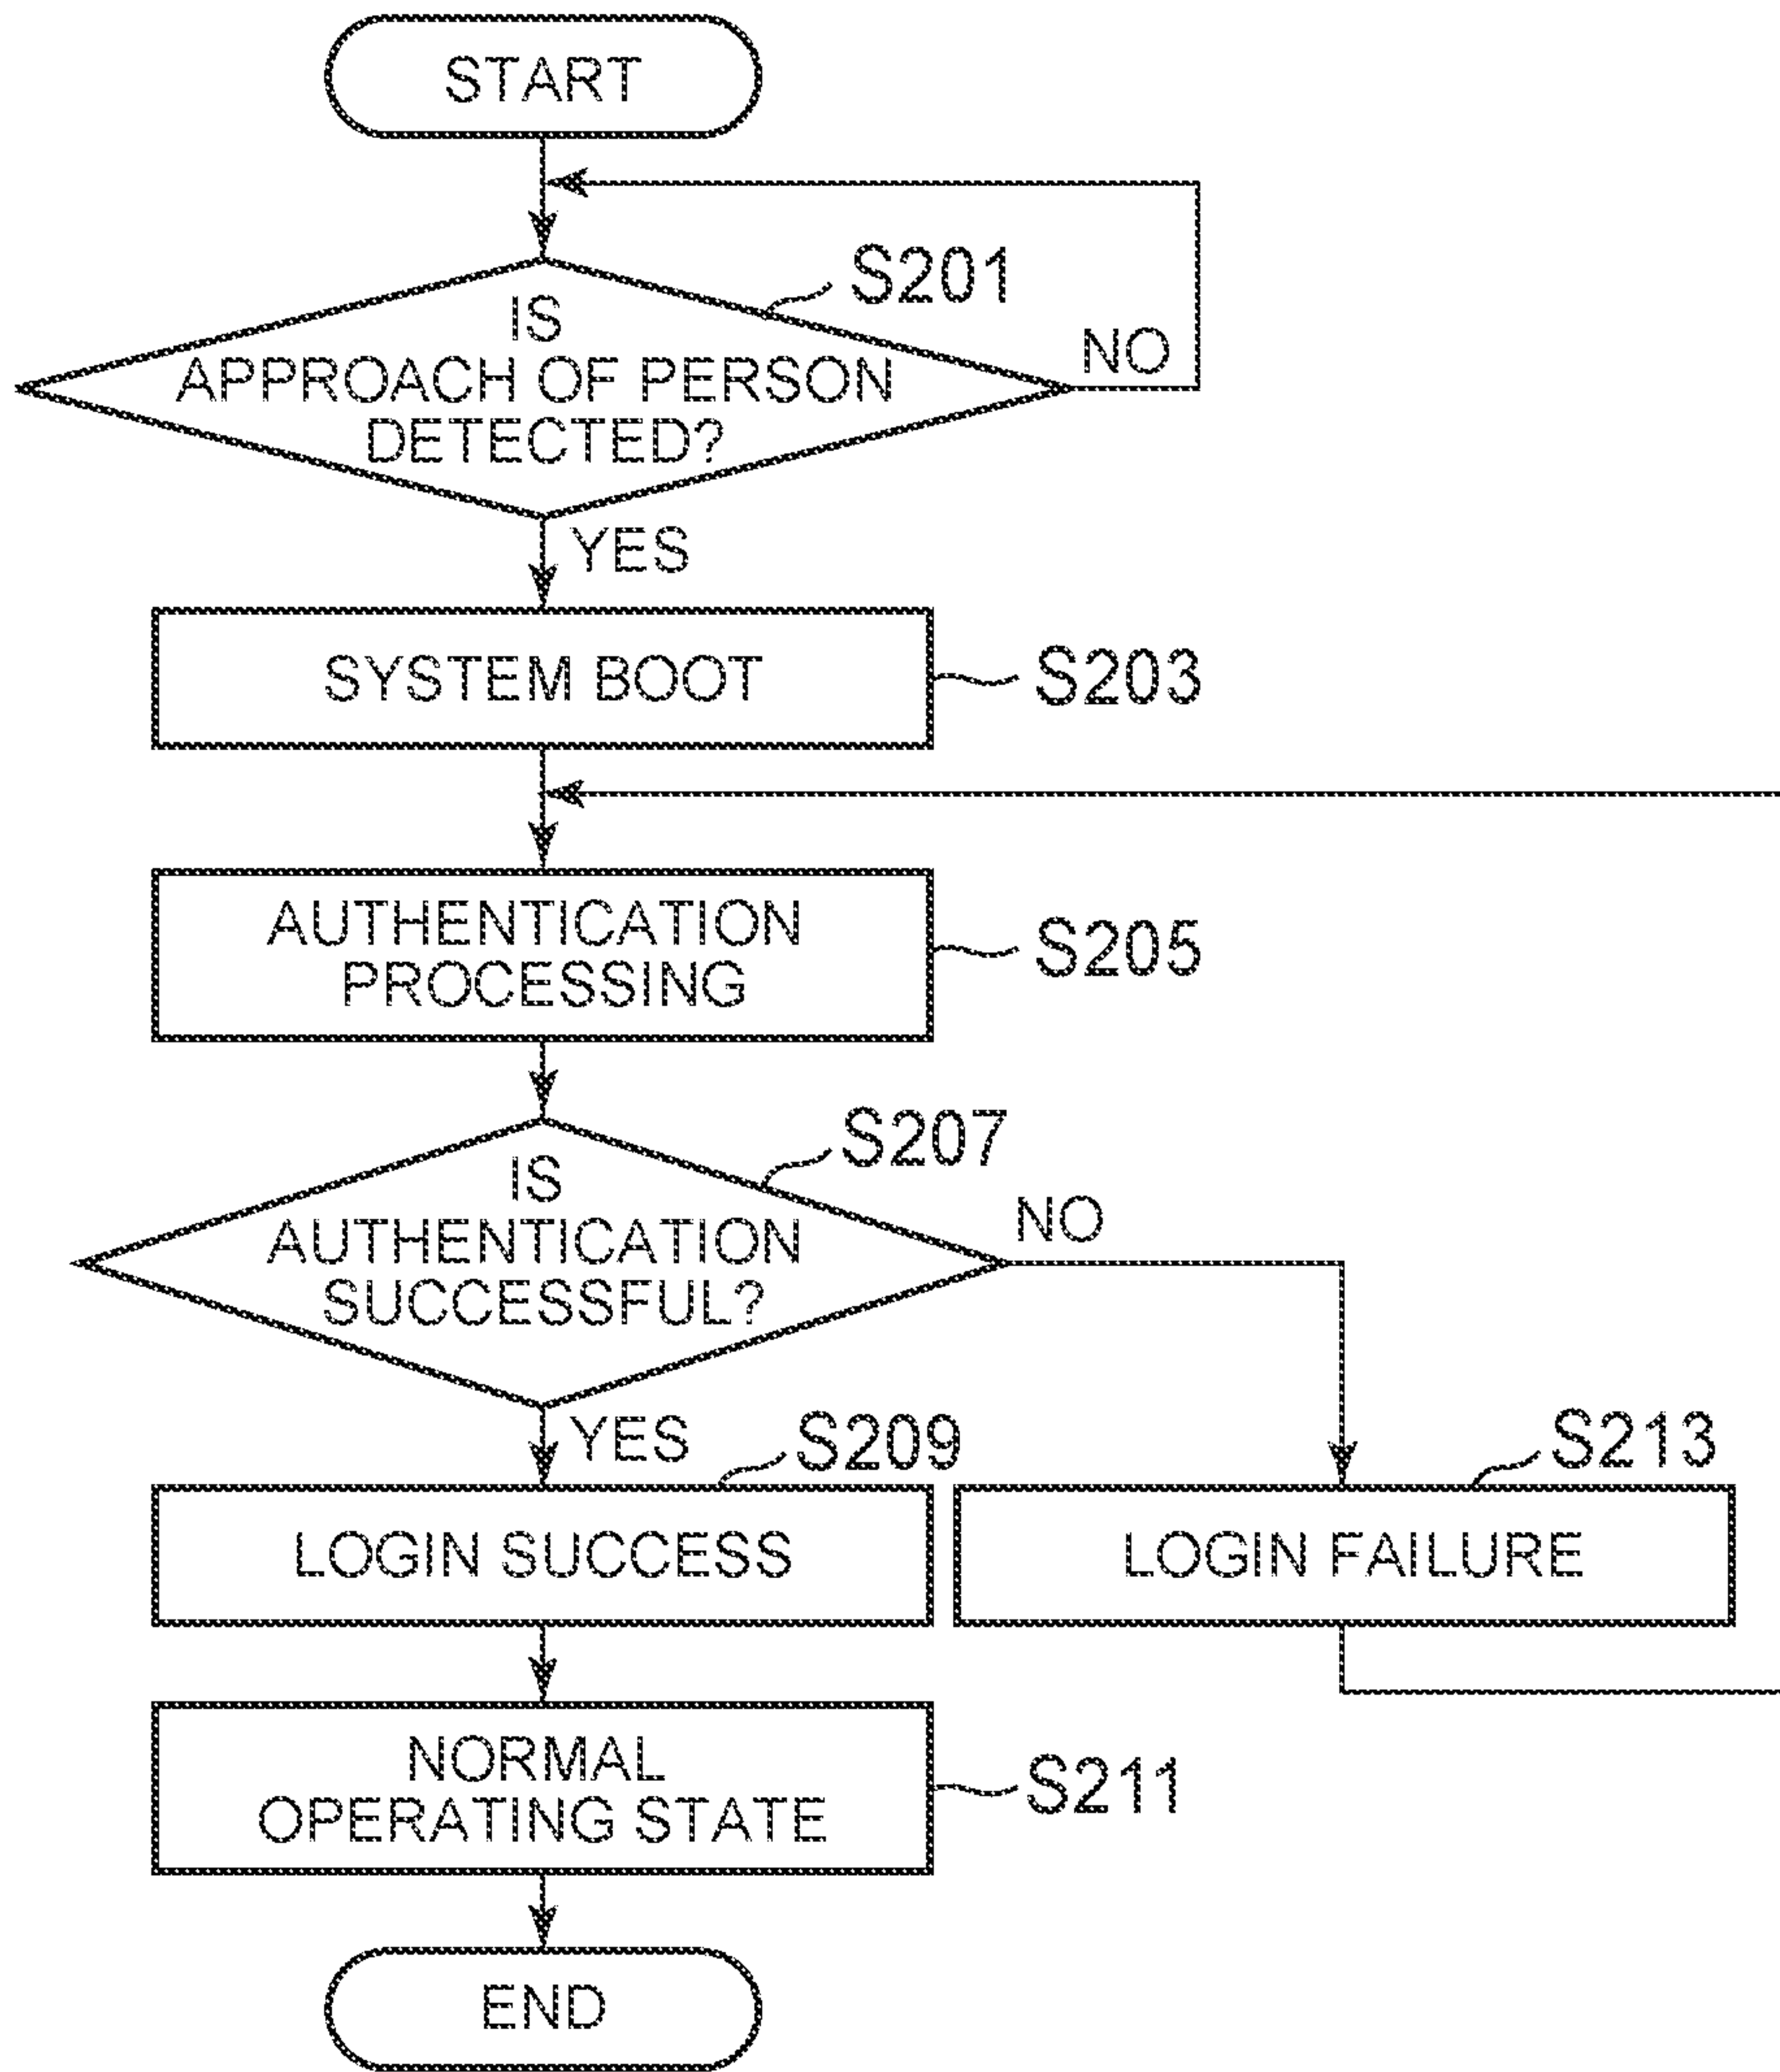 START
S201
IS
APPROACH OF PERSON
DETECTED?
NO
YES
SYSTEM BOOT
S203
AUTHENTICATION
PROCESSING
S205
S207
IS
AUTHENTICATION
SUCCESSFUL?
NO
YES
S209
S213
LOGIN SUCCESS
LOGIN FAILURE
NORMAL
OPERATING STATE
S211
END